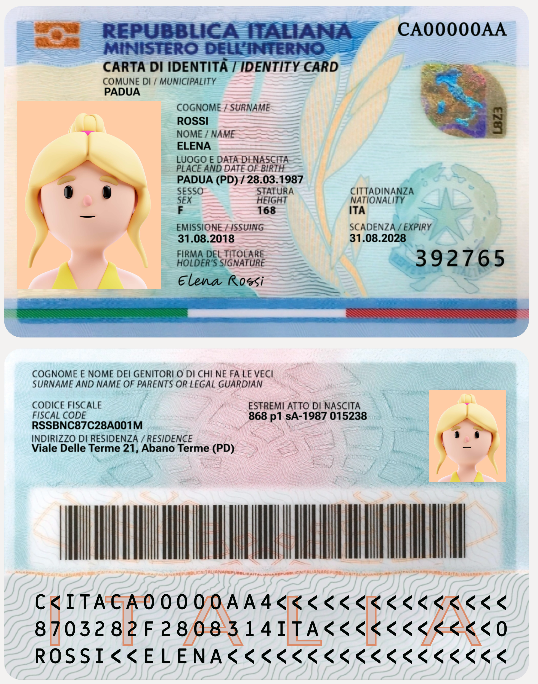 REPUBBLICA ITALIANA
CA00000AA
MINISTERO DELL'INTERNO
CARTA DI IDENTITÀ / IDENTITY CARD
COMUNE DI / MUNICIPALITY
PADUA
COGNOME / SURNAME
ROSSI
NOME / NAME
ELENA
LUOGO E DATA DI NASCITA
PLACE AND DATE OF BIRTH
PADUA (PD) / 28.03.1987
SESSO STATURA CITTADINANZA
SEX HEIGHT NATIONALITY
F 168 ITA
EMISSIONE / ISSUING SCADENZA / EXPIRY
31.08.2018 31.08.2028
FIRMA DEL TITOLARE
HOLDER'S SIGNATURE
392765
Elena Rossi
COGNOME E NOME DEI GENITORI O DI CHI NE FA LE VECI
SURNAME AND NAME OF PARENTS OR LEGAL GUARDIAN
CODICE FISCALE ESTREMI ATTO DI NASCITA
FISCAL CODE 868 p1 sA-1987 015238
RSSBNC87C28A001M
INDIRIZZO DI RESIDENZA / RESIDENCE
Viale Delle Terme 21, Abano Terme (PD)
ITALIA
C<ITACA00000AA4<<<<<<<<<<<<<<<
8703282F2808314ITA<<<<<<<<<<<0
ROSSI<<ELENA<<<<<<<<<<<<<<<<<<